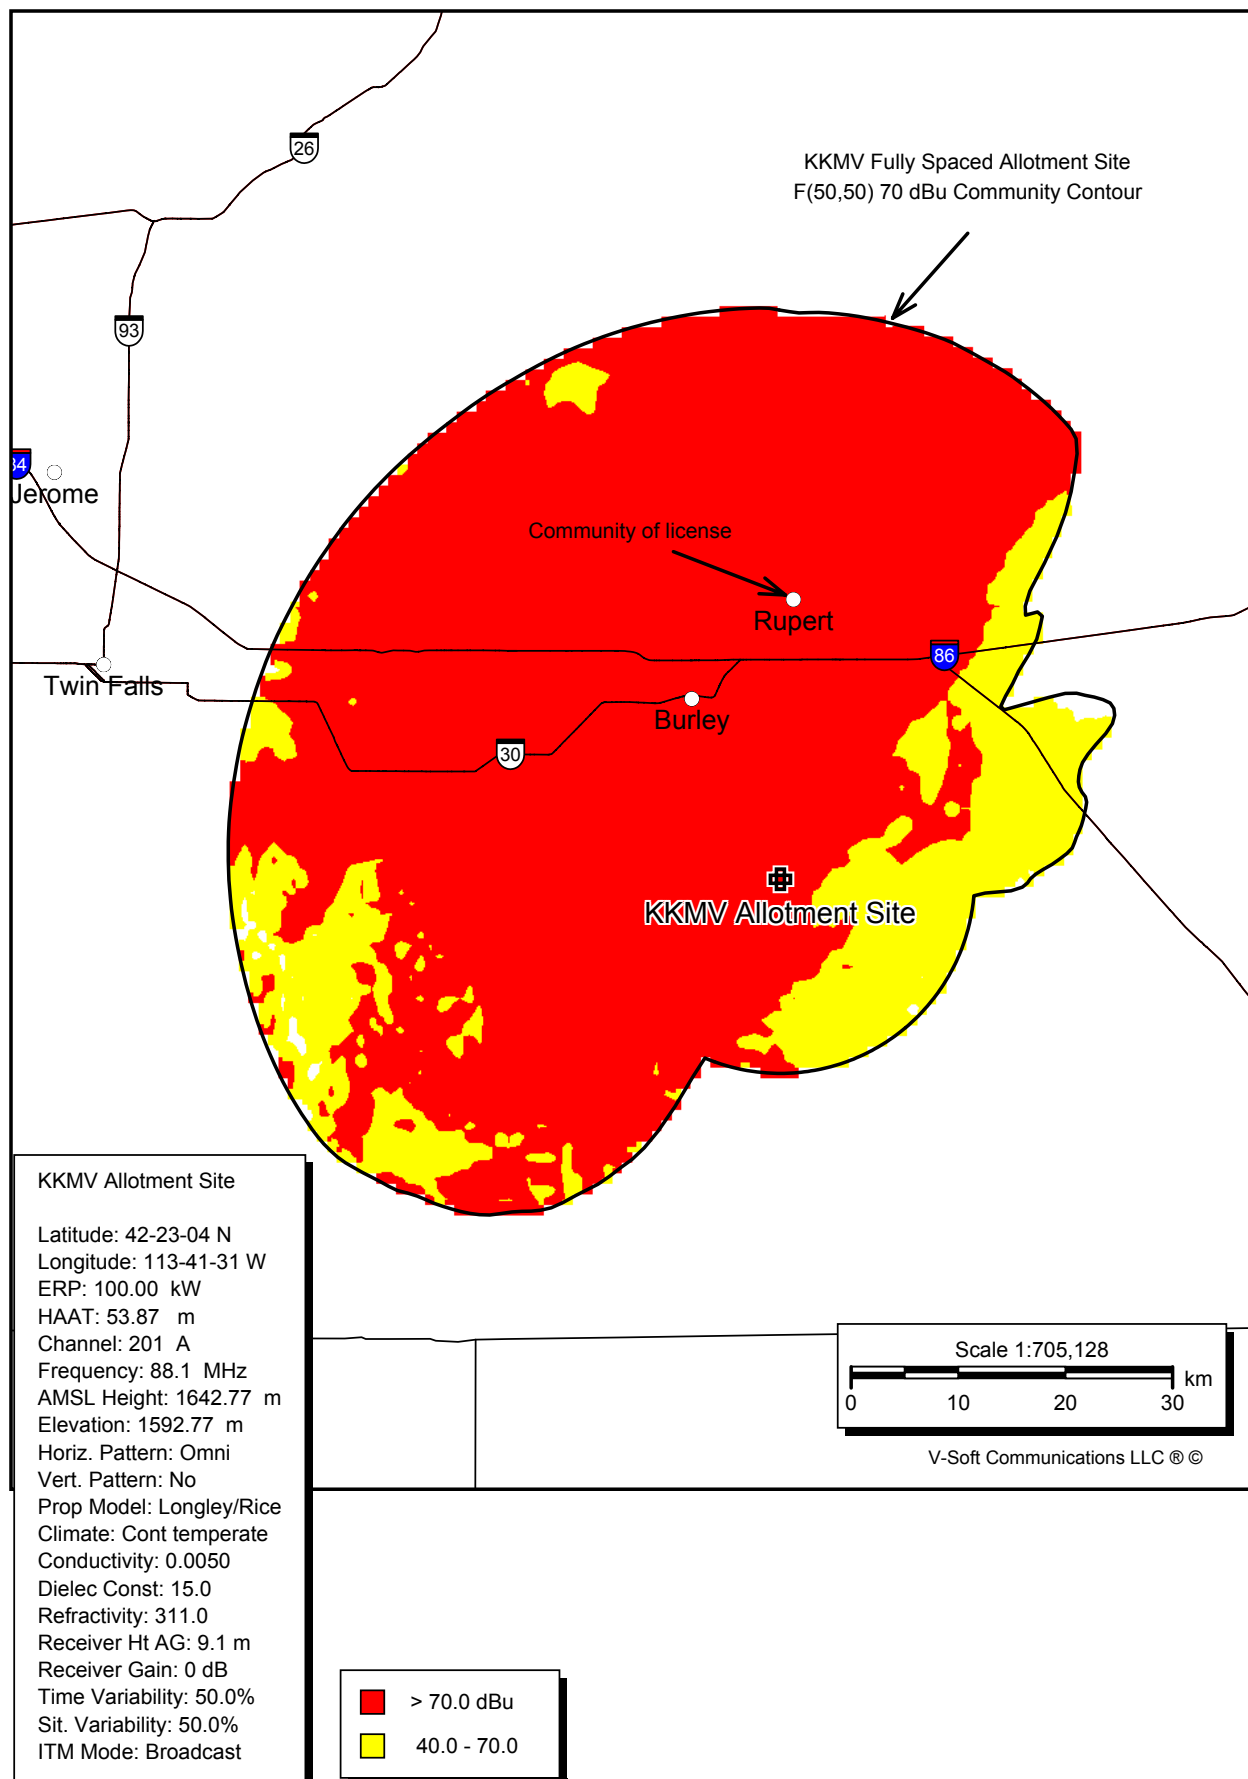 26
KKMV Fully Spaced Allotment Site
F(50,50) 70 dBu Community Contour
93
84
Jerome
Community of license
Rupert
86
Twin Falls
Burley
30
KKMV Allotment Site
KKMV Allotment Site
Latitude: 42-23-04 N
Longitude: 113-41-31 W
ERP: 100.00 kW
HAAT: 53.87 m
Channel: 201 A
Frequency: 88.1 MHz
AMSL Height: 1642.77 m
Elevation: 1592.77 m
Horiz. Pattern: Omni
Vert. Pattern: No
Prop Model: Longley/Rice
Climate: Cont temperate
Conductivity: 0.0050
Dielec Const: 15.0
Refractivity: 311.0
Receiver Ht AG: 9.1 m
Receiver Gain: 0 dB
Time Variability: 50.0%
Sit. Variability: 50.0%
ITM Mode: Broadcast
Scale 1:705,128
km
0 10 20 30
V-Soft Communications LLC ® ©
> 70.0 dBu
40.0 - 70.0